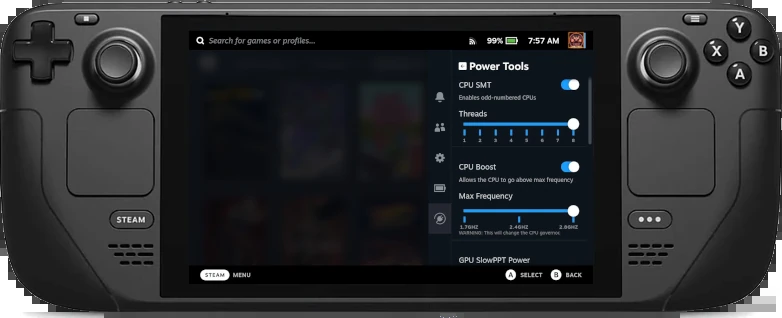 Search for games or profiles...
99%
7:57 AM
Power Tools
CPU SMT
Enables odd-numbered CPUs
Threads
1 2 3 4 5 6 7 8
CPU Boost
Allows the CPU to go above max frequency
Max Frequency
1.7GHZ 2.4GHZ 2.8GHZ
WARNING: This will change the CPU governor.
GPU SlowPPT Power
STEAM MENU
A SELECT B BACK
STEAM
Y
X
B
A